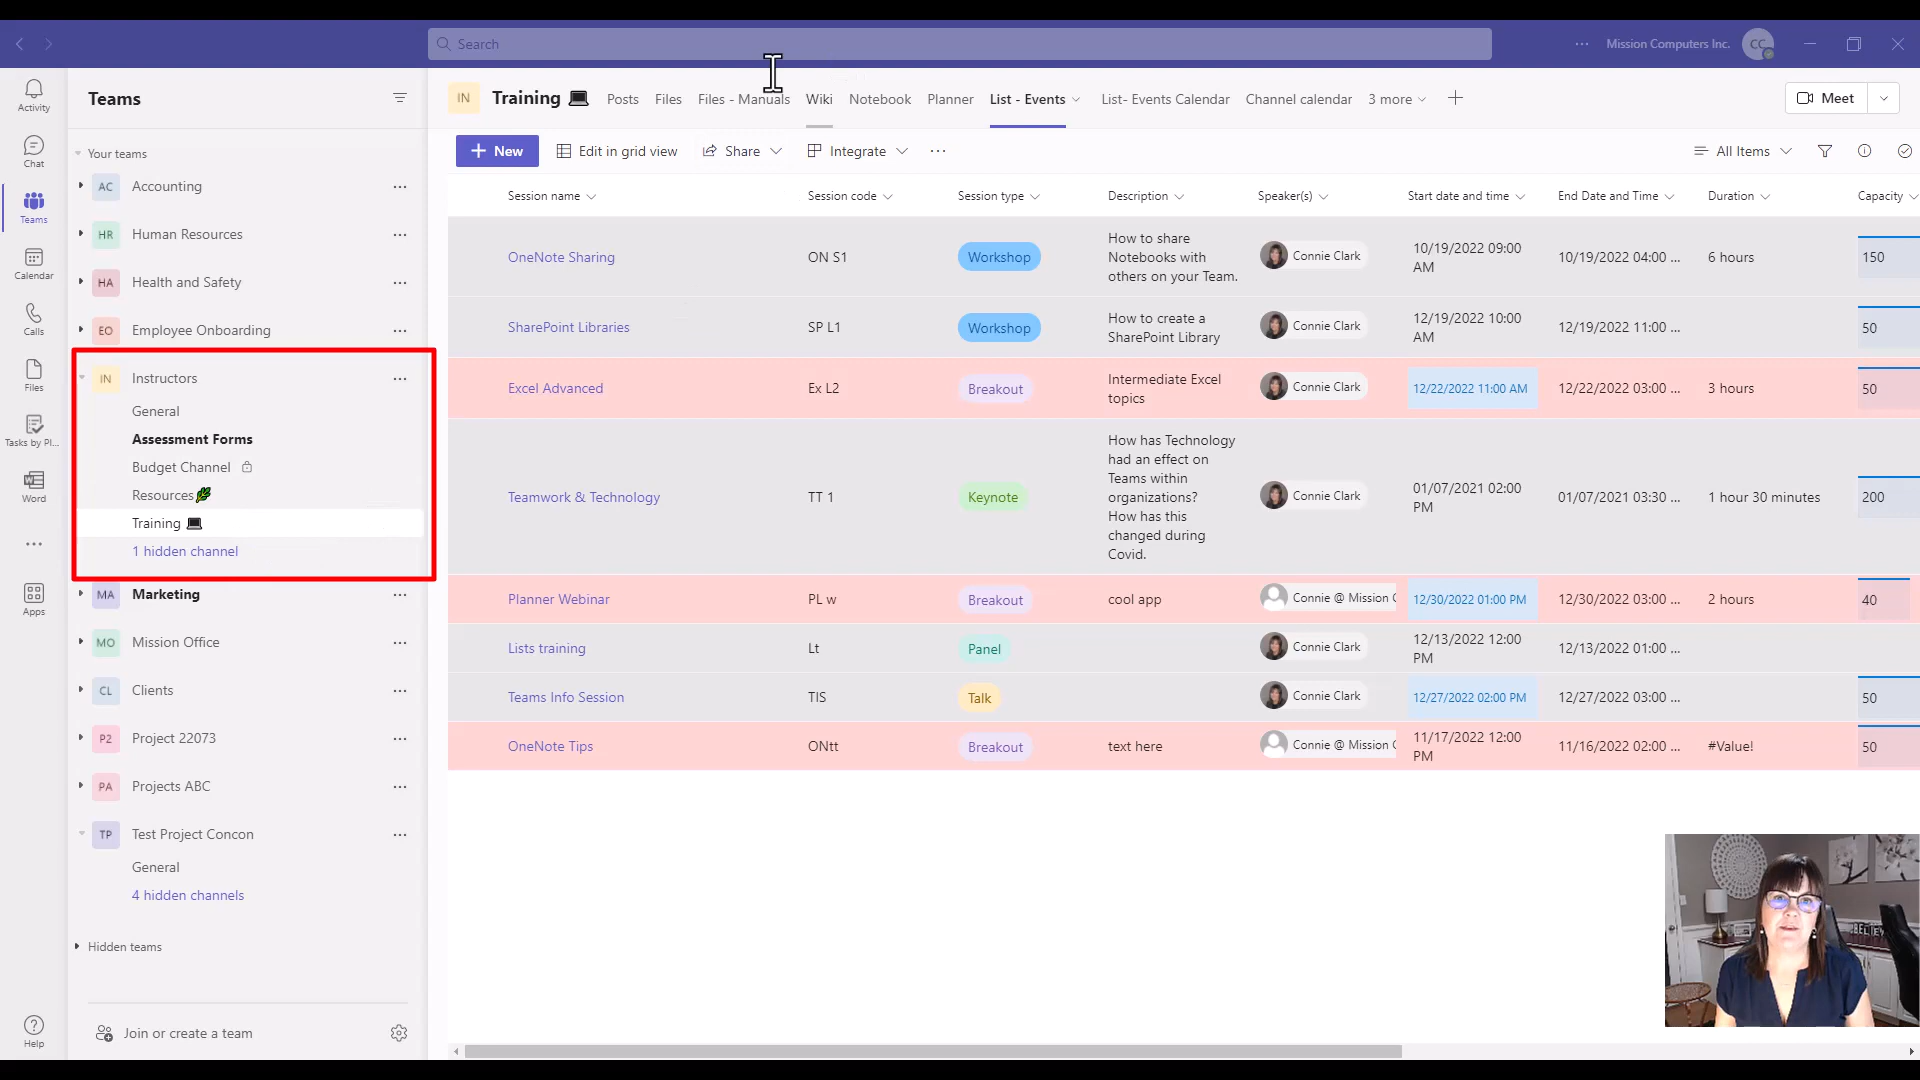 Search
Mission Computers Inc.
CC
Activity
Chat
Teams
Calendar
Calls
Files
Tasks by Pl...
Word
Apps
Help
Teams
Your teams
AC Accounting
HR Human Resources
HA Health and Safety
EO Employee Onboarding
IN Instructors
General
Assessment Forms
Budget Channel
Resources
Training
1 hidden channel
MA Marketing
MO Mission Office
CL Clients
P2 Project 22073
PA Projects ABC
TP Test Project Concon
General
4 hidden channels
Hidden teams
Join or create a team
IN Training Posts Files Files - Manuals Wiki Notebook Planner List - Events List- Events Calendar Channel calendar 3 more Meet
New Edit in grid view Share Integrate All Items
Session name Session code Session type Description Speaker(s) Start date and time End Date and Time Duration Capacity
OneNote Sharing ON S1 Workshop
How to share
Notebooks with
others on your Team.
Connie Clark
10/19/2022 09:00
AM
10/19/2022 04:00 ... 6 hours 150
SharePoint Libraries SP L1 Workshop
How to create a
SharePoint Library
Connie Clark
12/19/2022 10:00
AM
12/19/2022 11:00 ... 50
Excel Advanced Ex L2 Breakout
Intermediate Excel
topics
Connie Clark 12/22/2022 11:00 AM 12/22/2022 03:00 ... 3 hours 50
Teamwork & Technology TT 1 Keynote
How has Technology
had an effect on
Teams within
organizations?
How has this
changed during
Covid.
Connie Clark
01/07/2021 02:00
PM
01/07/2021 03:30 ... 1 hour 30 minutes 200
Planner Webinar PL w Breakout cool app Connie @ Mission C 12/30/2022 01:00 PM 12/30/2022 03:00 ... 2 hours 40
Lists training Lt Panel Connie Clark
12/13/2022 12:00
PM
12/13/2022 01:00 ...
Teams Info Session TIS Talk Connie Clark 12/27/2022 02:00 PM 12/27/2022 03:00 ... 50
OneNote Tips ONtt Breakout text here Connie @ Mission C
11/17/2022 12:00
PM
11/16/2022 02:00 ... #Value! 50